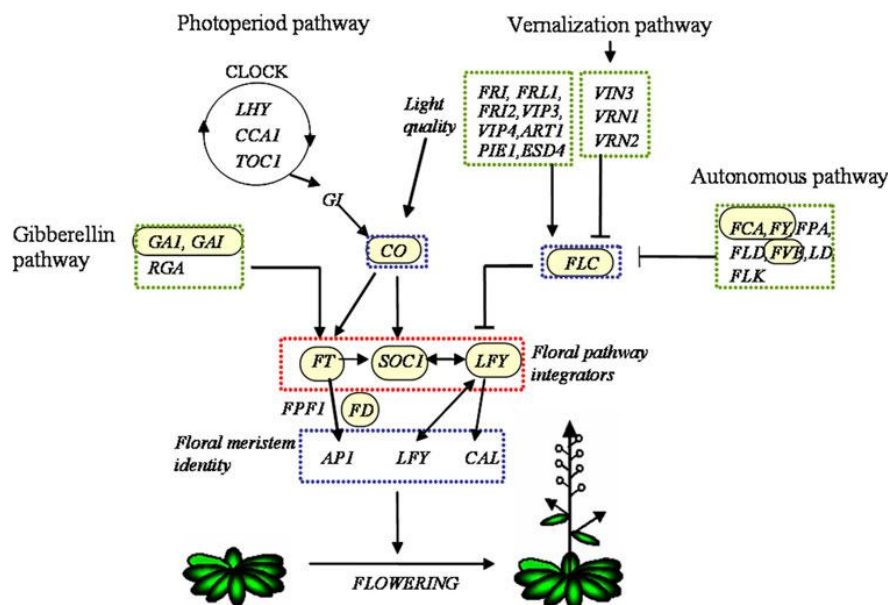 Photoperiod pathway
Vernalization pathway
CLOCK
LHY
CCA1
TOC1
GI
Light
quality
FRI, FRL1,
FRI2,VIP3,
VIP4,ART1
PIE1,ESD4
VIN3
VRN1
VRN2
Autonomous pathway
FCA,FY,FPA,
FLD,FVE,LD,
FLK
Gibberellin
pathway
GAI, GAI
RGA
CO
FLC
FT
SOC1
LFY
Floral pathway
integrators
FPF1
FD
Floral meristem
identity
AP1
LFY
CAL
FLOWERING